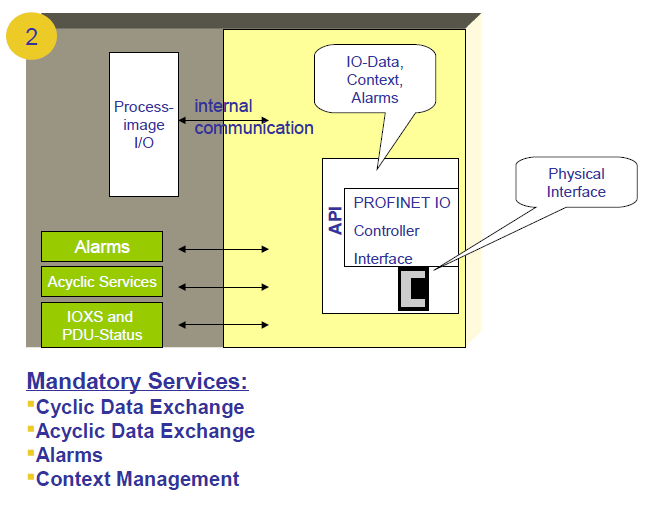 2
Process-
image
I/O
internal
communication
IO-Data,
Context,
Alarms
Physical
Interface
API
PROFINET IO
Controller
Interface
Alarms
Acyclic Services
IOXS and
PDU-Status
Mandatory Services:
Cyclic Data Exchange
Acyclic Data Exchange
Alarms
Context Management